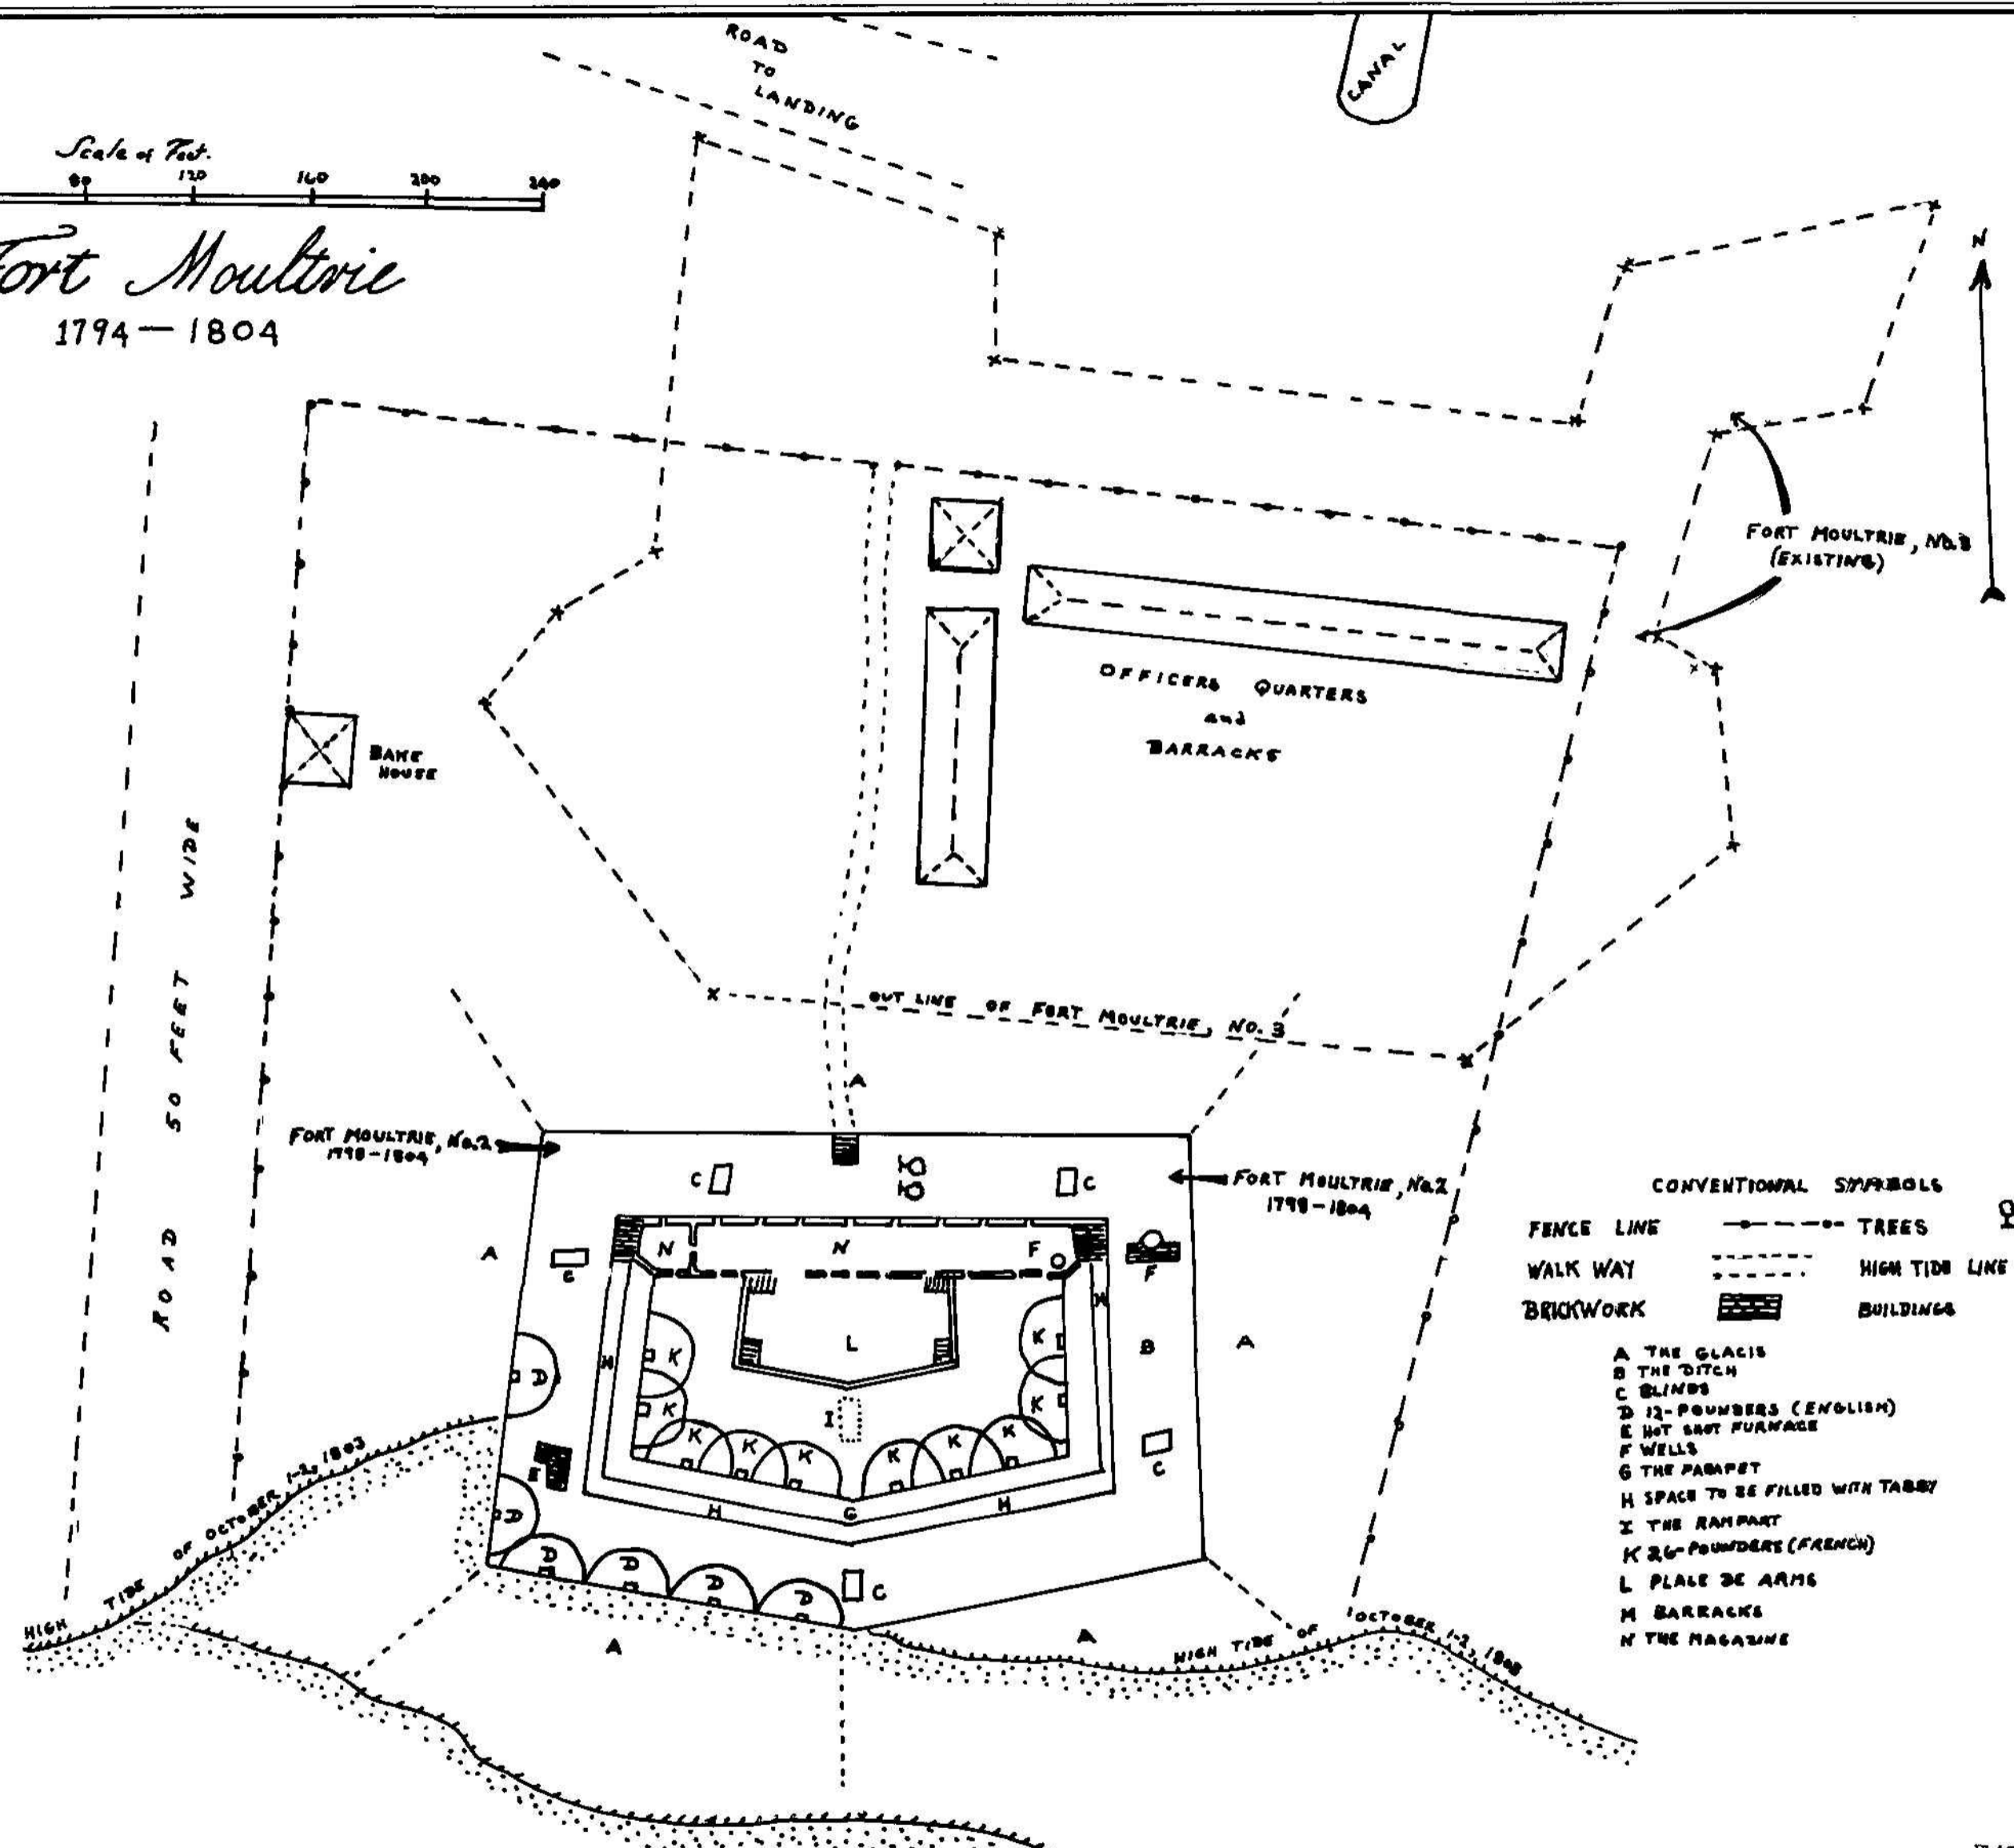 ROAD
TO
LANDING
CANAL
Scale of Feet.
80 120 160 200 240
Fort Moultrie
1794—1804
N
FORT MOULTRIE, NO.3
(EXISTING)
OFFICERS QUARTERS
and
BARRACKS
BAKE
HOUSE
ROAD 50 FEET WIDE
OUT LINE OF FORT MOULTRIE, NO. 3
A
FORT MOULTRIE, No.2
1798-1804
C
C
FORT MOULTRIE, No.2
1798-1804
A
C
N
N
F
F
H
H
K
L
K
B
A
D
K
I
K
K
K
K
K
K
K
C
E
H
G
H
D
D
D
D
D
C
A
A
HIGH TIDE OF OCTOBER 1-2, 1803
HIGH TIDE OF OCTOBER 1-2, 1803
CONVENTIONAL SYMBOLS
FENCE LINE TREES
WALK WAY HIGH TIDE LINE
BRICKWORK BUILDINGS
A THE GLACIS
B THE DITCH
C BLINDS
D 12-POUNDERS (ENGLISH)
E HOT SHOT FURNACE
F WELLS
G THE PARAPET
H SPACE TO BE FILLED WITH TABBY
I THE RAMPART
K 26-POUNDERS (FRENCH)
L PLACE DE ARMS
M BARRACKS
N THE MAGAZINE